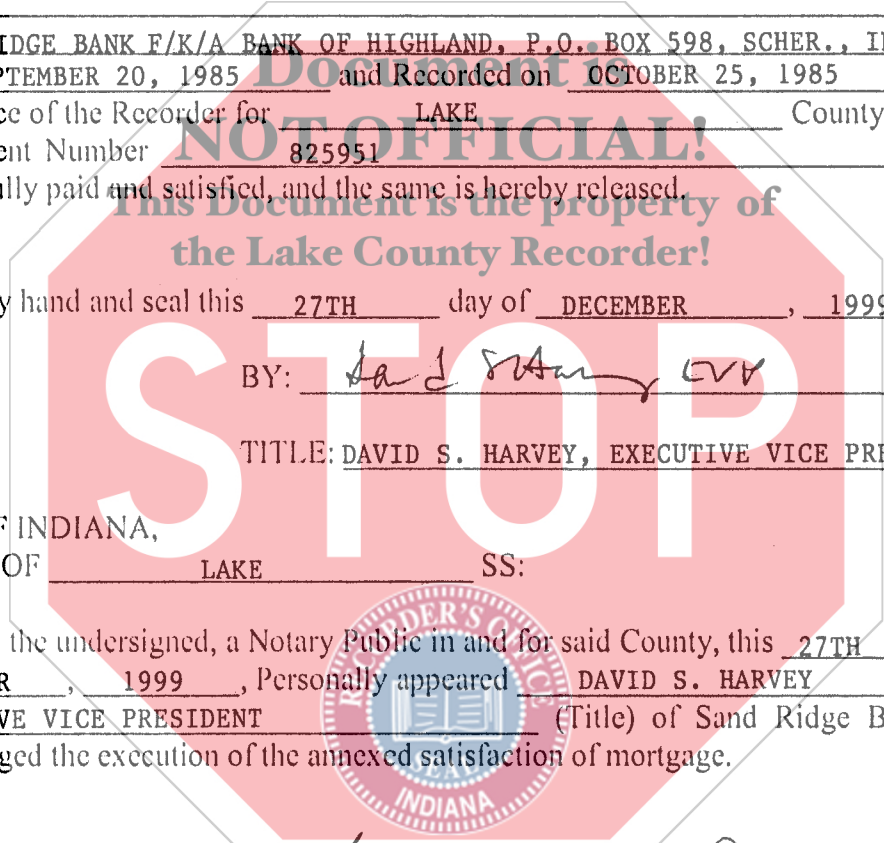 IDGE BANK F/K/A BANK OF HIGHLAND, P.O. BOX 598, SCHER., I
PTEMBER 20, 1985 and Recorded on OCTOBER 25, 1985
Document is
ce of the Recorder for LAKE County
NOT OFFICIAL!
ent Number 825951
ully paid and satisfied, and the same is hereby released.
This Document is the property of
the Lake County Recorder!
y hand and seal this 27TH day of DECEMBER, 1999
STOP
BY:
TITLE: DAVID S. HARVEY, EXECUTIVE VICE PRE
F INDIANA,
OF LAKE SS:
the undersigned, a Notary Public in and for said County, this 27TH
R, 1999, Personally appeared DAVID S. HARVEY
VE VICE PRESIDENT (Title) of Sand Ridge B
ged the execution of the annexed satisfaction of mortgage.
RECORDER'S OFFICE
SEAL
INDIANA